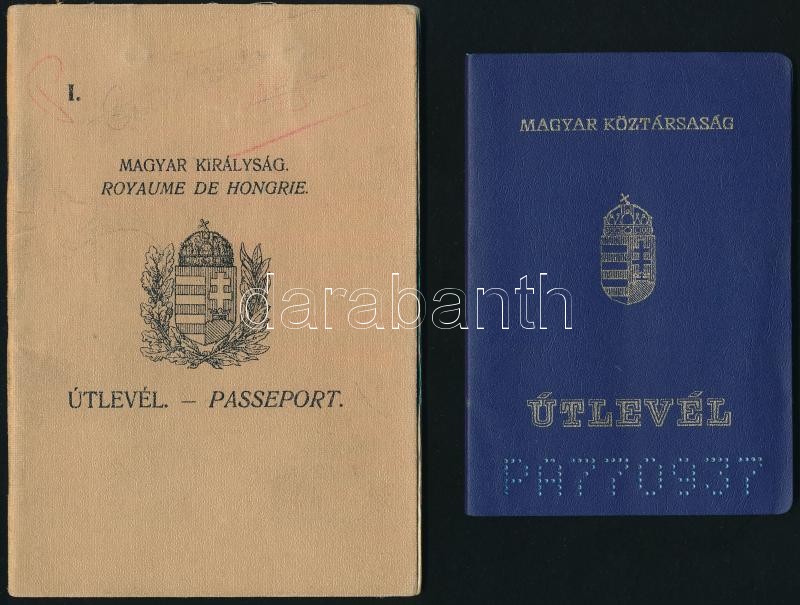 I.
MAGYAR KIRÁLYSÁG.
ROYAUME DE HONGRIE.
ÚTLEVÉL. – PASSEPORT.
MAGYAR KÖZTÁRSASÁG
ÚTLEVÉL
PA770937
darabanth